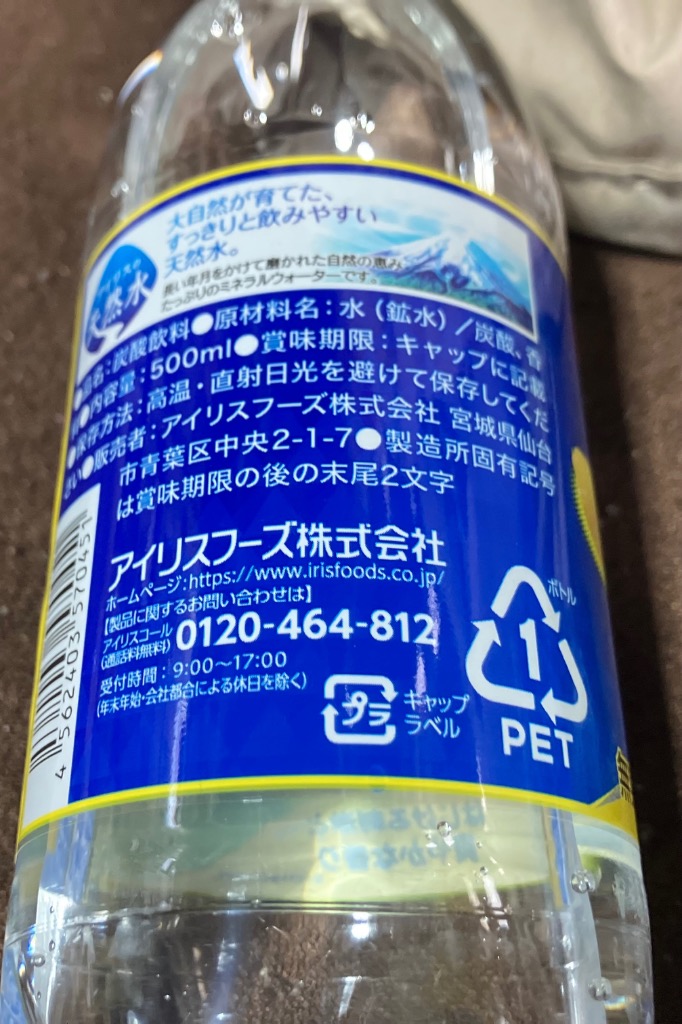 大自然が育てた、
すっきりと飲みやすい
天然水。
長い年月をかけて磨かれた自然の恵み
たっぷりのミネラルウォーターです。
天然水
名:炭酸飲料●原材料名:水(鉱水)/炭酸、香
内容量:500ml●賞味期限:キャップに記載
保存方法:高温・直射日光を避けて保存してくだ
さい●販売者:アイリスフーズ株式会社 宮城県仙台
市青葉区中央2-1-7●製造所固有記号
は賞味期限の後の末尾2文字
アイリスフーズ株式会社
ホームページ:https://www.irisfoods.co.jp/
【製品に関するお問い合わせは】
アイリスコール
(通話料無料)
0120-464-812
受付時間:9:00〜17:00
(年末年始・会社都合による休日を除く)
プラ
キャップ
ラベル
ボトル
1
PET
4 562403 570451
無